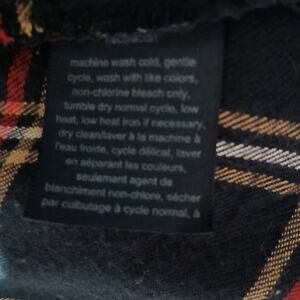 machine wash cold, gentle
cycle, wash with like colors,
non-chlorine bleach only,
tumble dry normal cycle, low
heat, low heat iron if necessary,
dry clean/laver à la machine à
l'eau froide, cycle délicat, laver
en séparant les couleurs,
seulement agent de
blanchiment non-chlore, sécher
par culbutage à cycle normal, à